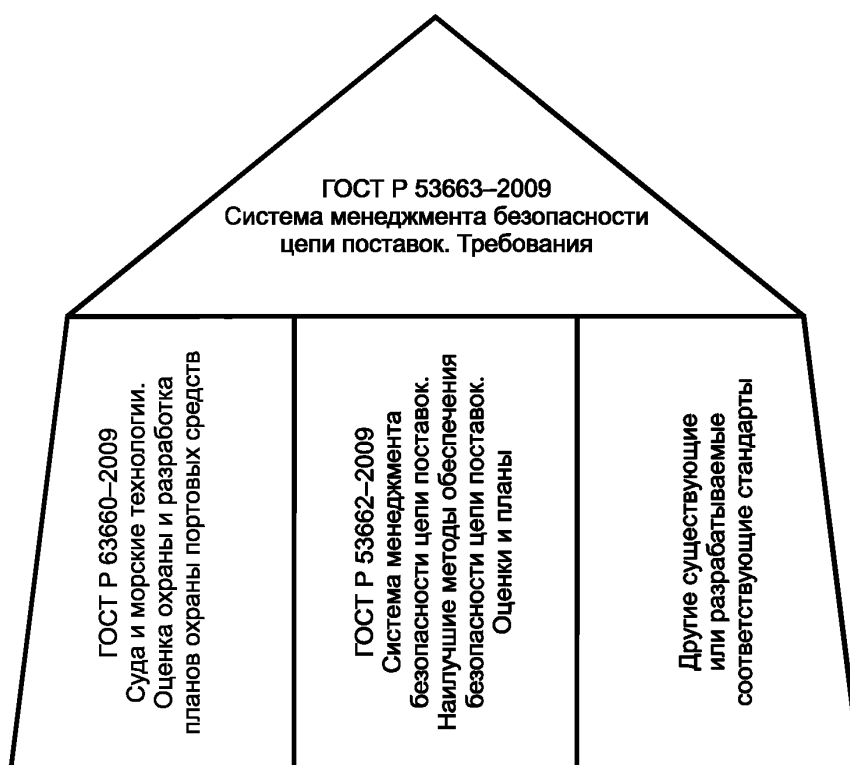 ГОСТ Р 53663–2009
Система менеджмента безопасности
цепи поставок. Требования
ГОСТ Р 63660–2009
Суда и морские технологии.
Оценка охраны и разработка
планов охраны портовых средств
ГОСТ Р 53662–2009
Система менеджмента
безопасности цепи поставок.
Наилучшие методы обеспечения
безопасности цепи поставок.
Оценки и планы
Другие существующие
или разрабатываемые
соответствующие стандарты